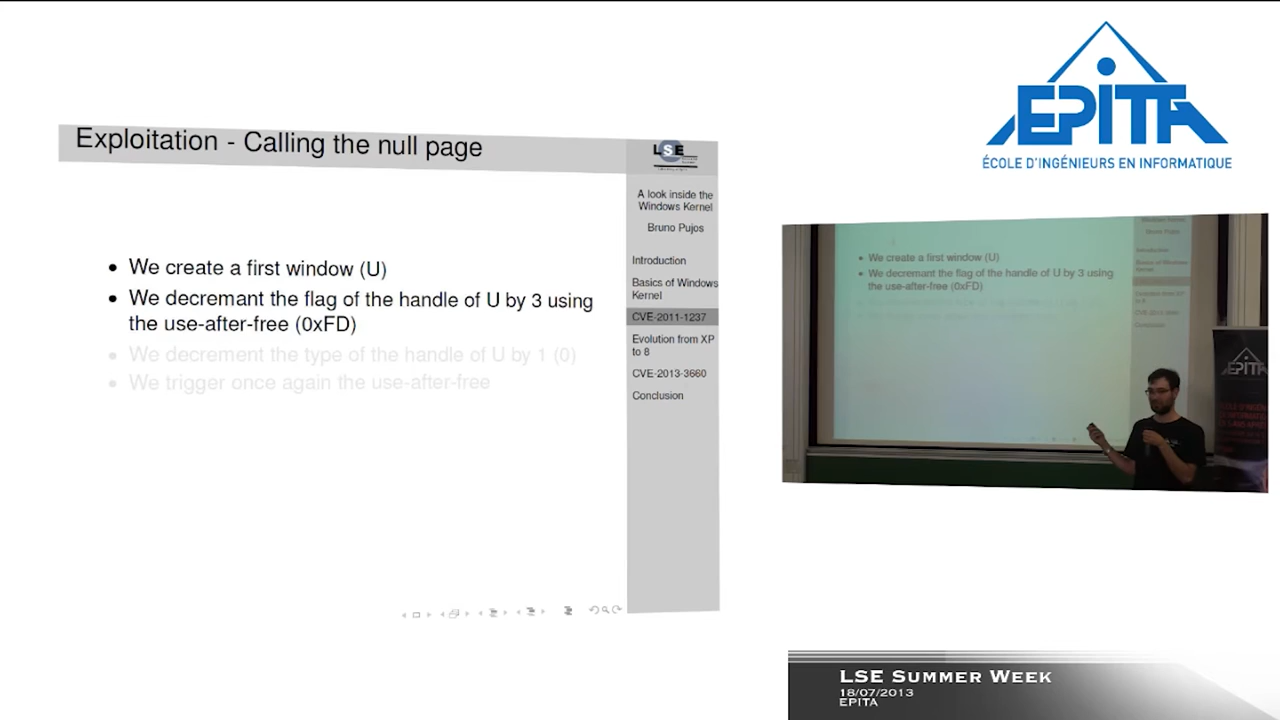 Exploitation - Calling the null page
LSE
A look inside the
Windows Kernel
Bruno Pujos
Introduction
Basics of Windows
Kernel
CVE-2011-1237
Evolution from XP
to 8
CVE-2013-3660
Conclusion
• We create a first window (U)
• We decremant the flag of the handle of U by 3 using
the use-after-free (0xFD)
• We decrement the type of the handle of U by 1 (0)
• We trigger once again the use-after-free
EPITA
ÉCOLE D'INGÉNIEURS EN INFORMATIQUE
• We create a first window (U)
• We decremant the flag of the handle of U by 3 using
the use-after-free (0xFD)
EPITA
LSE Summer Week
18/07/2013
EPITA